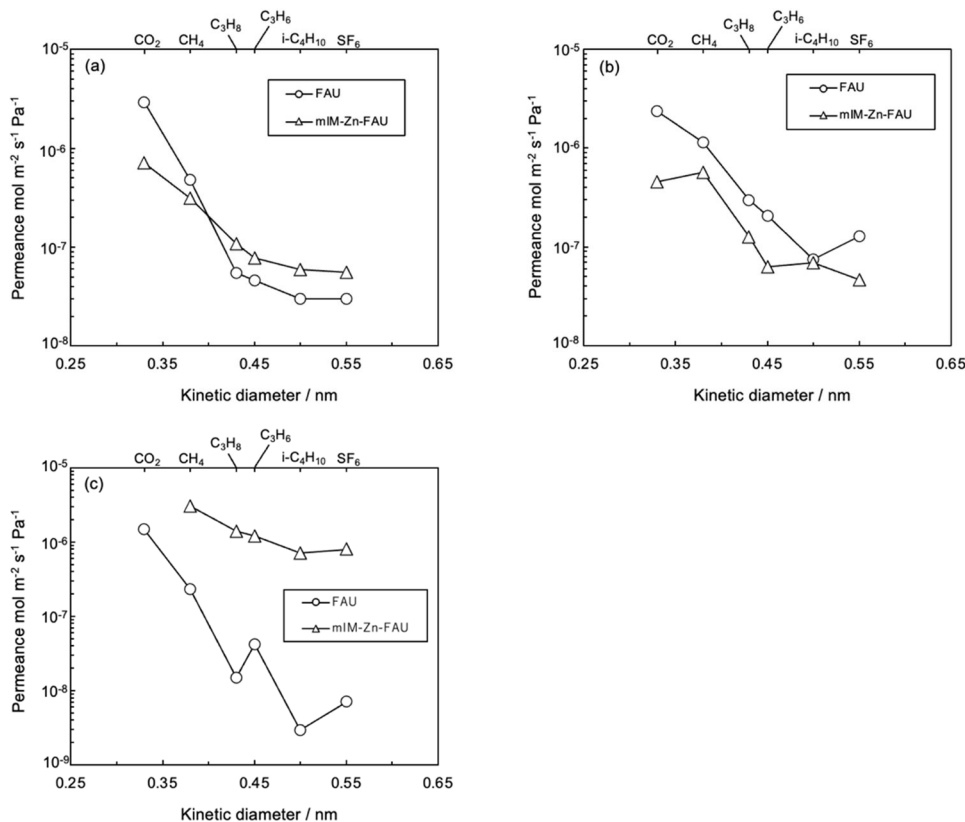 C₃H₆
C₃H₈
CO₂ CH₄ i-C₄H₁₀ SF₆
10⁻⁵
(a)
FAU
mIM-Zn-FAU
10⁻⁶
10⁻⁷
10⁻⁸
Permeance mol m⁻² s⁻¹ Pa⁻¹
0.25 0.35 0.45 0.55 0.65
Kinetic diameter / nm
C₃H₆
C₃H₈ i-C₄H₁₀
CO₂ CH₄ SF₆
10⁻⁵
(b)
FAU
mIM-Zn-FAU
10⁻⁶
10⁻⁷
10⁻⁸
Permeance mol m⁻² s⁻¹ Pa⁻¹
0.25 0.35 0.45 0.55 0.65
Kinetic diameter / nm
C₃H₆
C₃H₈
CO₂ CH₄ i-C₄H₁₀ SF₆
10⁻⁵
(c)
10⁻⁶
FAU
mIM-Zn-FAU
10⁻⁷
10⁻⁸
10⁻⁹
Permeance mol m⁻² s⁻¹ Pa⁻¹
0.25 0.35 0.45 0.55 0.65
Kinetic diameter / nm